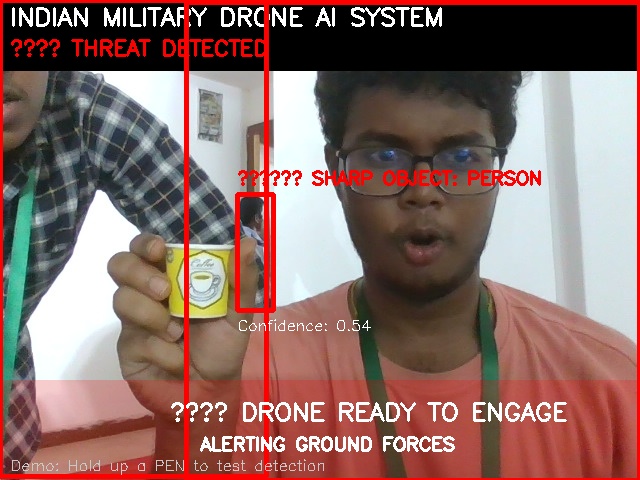 INDIAN MILITARY DRONE AI SYSTEM
???? THREAT DETECTED
?????? SHARP OBJECT: PERSON
Coffee
Confidence: 0.54
???? DRONE READY TO ENGAGE
ALERTING GROUND FORCES
Demo: Hold up a PEN to test detection